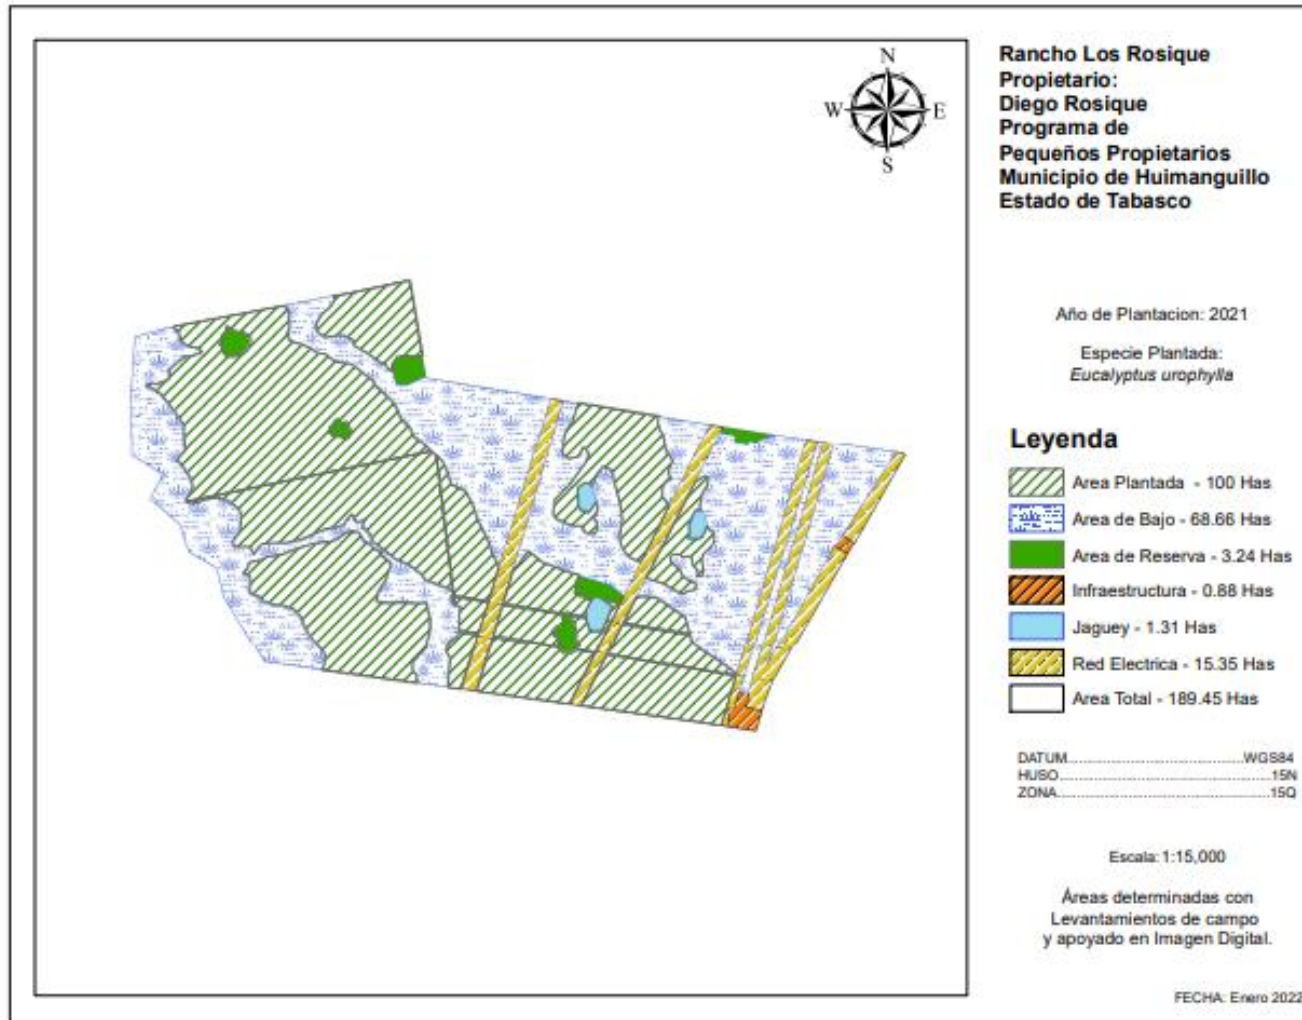 N
W
E
S
Rancho Los Rosique
Propietario:
Diego Rosique
Programa de
Pequeños Propietarios
Municipio de Huimanguillo
Estado de Tabasco
Año de Plantacion: 2021
Especie Plantada:
Eucalyptus urophylla
Leyenda
Area Plantada - 100 Has
Area de Bajo - 68.66 Has
Area de Reserva - 3.24 Has
Infraestructura - 0.88 Has
Jaguey - 1.31 Has
Red Electrica - 15.35 Has
Area Total - 189.45 Has
DATUM..........................................WGS84
HUSO..................................................15N
ZONA..................................................15Q
Escala: 1:15,000
Áreas determinadas con
Levantamientos de campo
y apoyado en Imagen Digital.
FECHA: Enero 2022